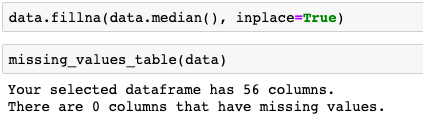 data.fillna(data.median(), inplace=True)
missing_values_table(data)
Your selected dataframe has 56 columns.
There are 0 columns that have missing values.